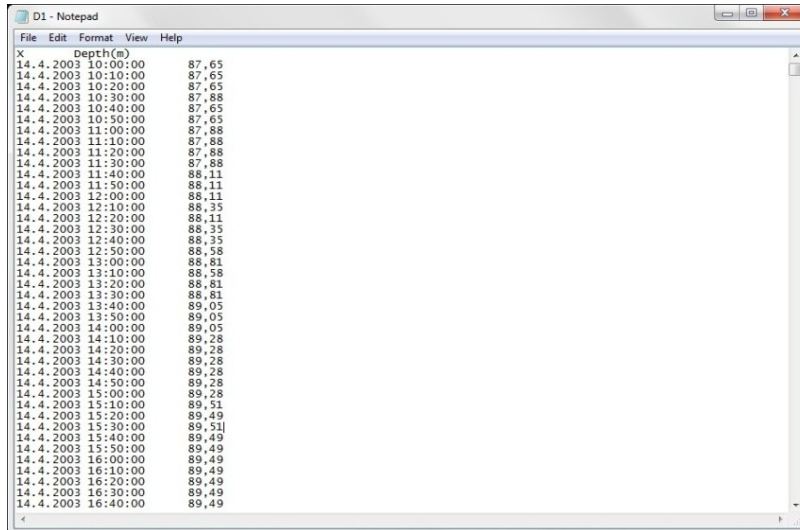 D1 - Notepad
File Edit Format View Help
X Depth(m)
14.4.2003 10:00:00 87,65
14.4.2003 10:10:00 87,65
14.4.2003 10:20:00 87,65
14.4.2003 10:30:00 87,88
14.4.2003 10:40:00 87,65
14.4.2003 10:50:00 87,65
14.4.2003 11:00:00 87,88
14.4.2003 11:10:00 87,88
14.4.2003 11:20:00 87,88
14.4.2003 11:30:00 87,88
14.4.2003 11:40:00 88,11
14.4.2003 11:50:00 88,11
14.4.2003 12:00:00 88,11
14.4.2003 12:10:00 88,35
14.4.2003 12:20:00 88,11
14.4.2003 12:30:00 88,35
14.4.2003 12:40:00 88,35
14.4.2003 12:50:00 88,58
14.4.2003 13:00:00 88,81
14.4.2003 13:10:00 88,58
14.4.2003 13:20:00 88,81
14.4.2003 13:30:00 88,81
14.4.2003 13:40:00 89,05
14.4.2003 13:50:00 89,05
14.4.2003 14:00:00 89,05
14.4.2003 14:10:00 89,28
14.4.2003 14:20:00 89,28
14.4.2003 14:30:00 89,28
14.4.2003 14:40:00 89,28
14.4.2003 14:50:00 89,28
14.4.2003 15:00:00 89,28
14.4.2003 15:10:00 89,51
14.4.2003 15:20:00 89,49
14.4.2003 15:30:00 89,51
14.4.2003 15:40:00 89,49
14.4.2003 15:50:00 89,49
14.4.2003 16:00:00 89,49
14.4.2003 16:10:00 89,49
14.4.2003 16:20:00 89,49
14.4.2003 16:30:00 89,49
14.4.2003 16:40:00 89,49